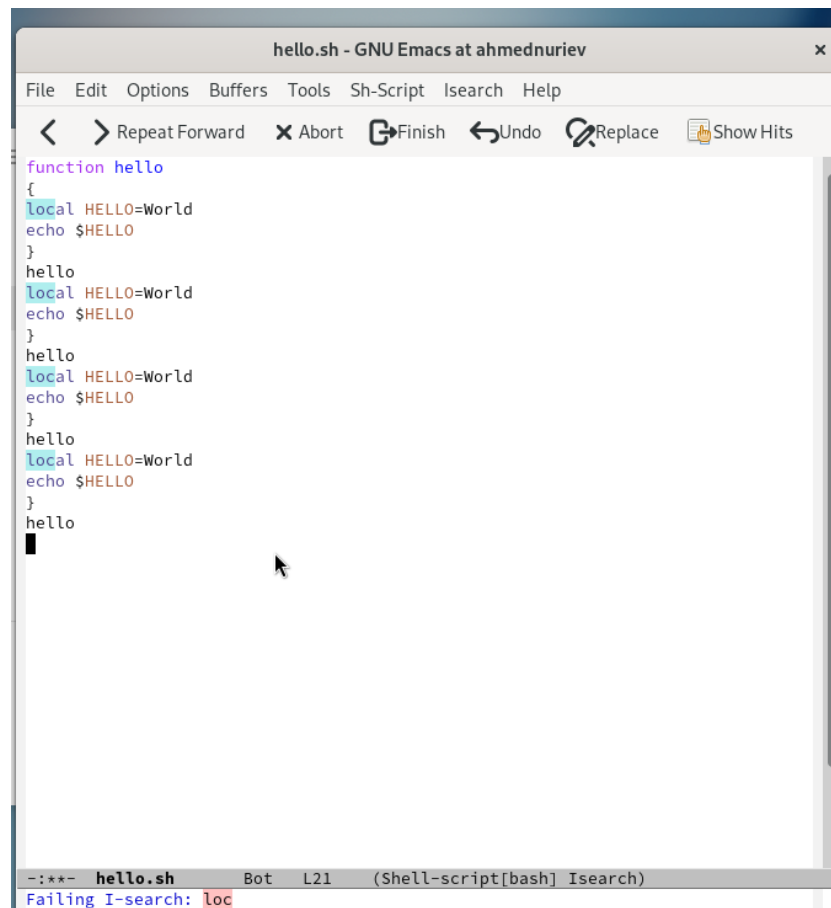 hello.sh - GNU Emacs at ahmednuriev
File Edit Options Buffers Tools Sh-Script Isearch Help
Repeat Forward Abort Finish Undo Replace Show Hits
function hello
{
local HELLO=World
echo $HELLO
}
hello
local HELLO=World
echo $HELLO
}
hello
local HELLO=World
echo $HELLO
}
hello
local HELLO=World
echo $HELLO
}
hello
-:**- hello.sh Bot L21 (Shell-script[bash] Isearch)
Failing I-search: loc